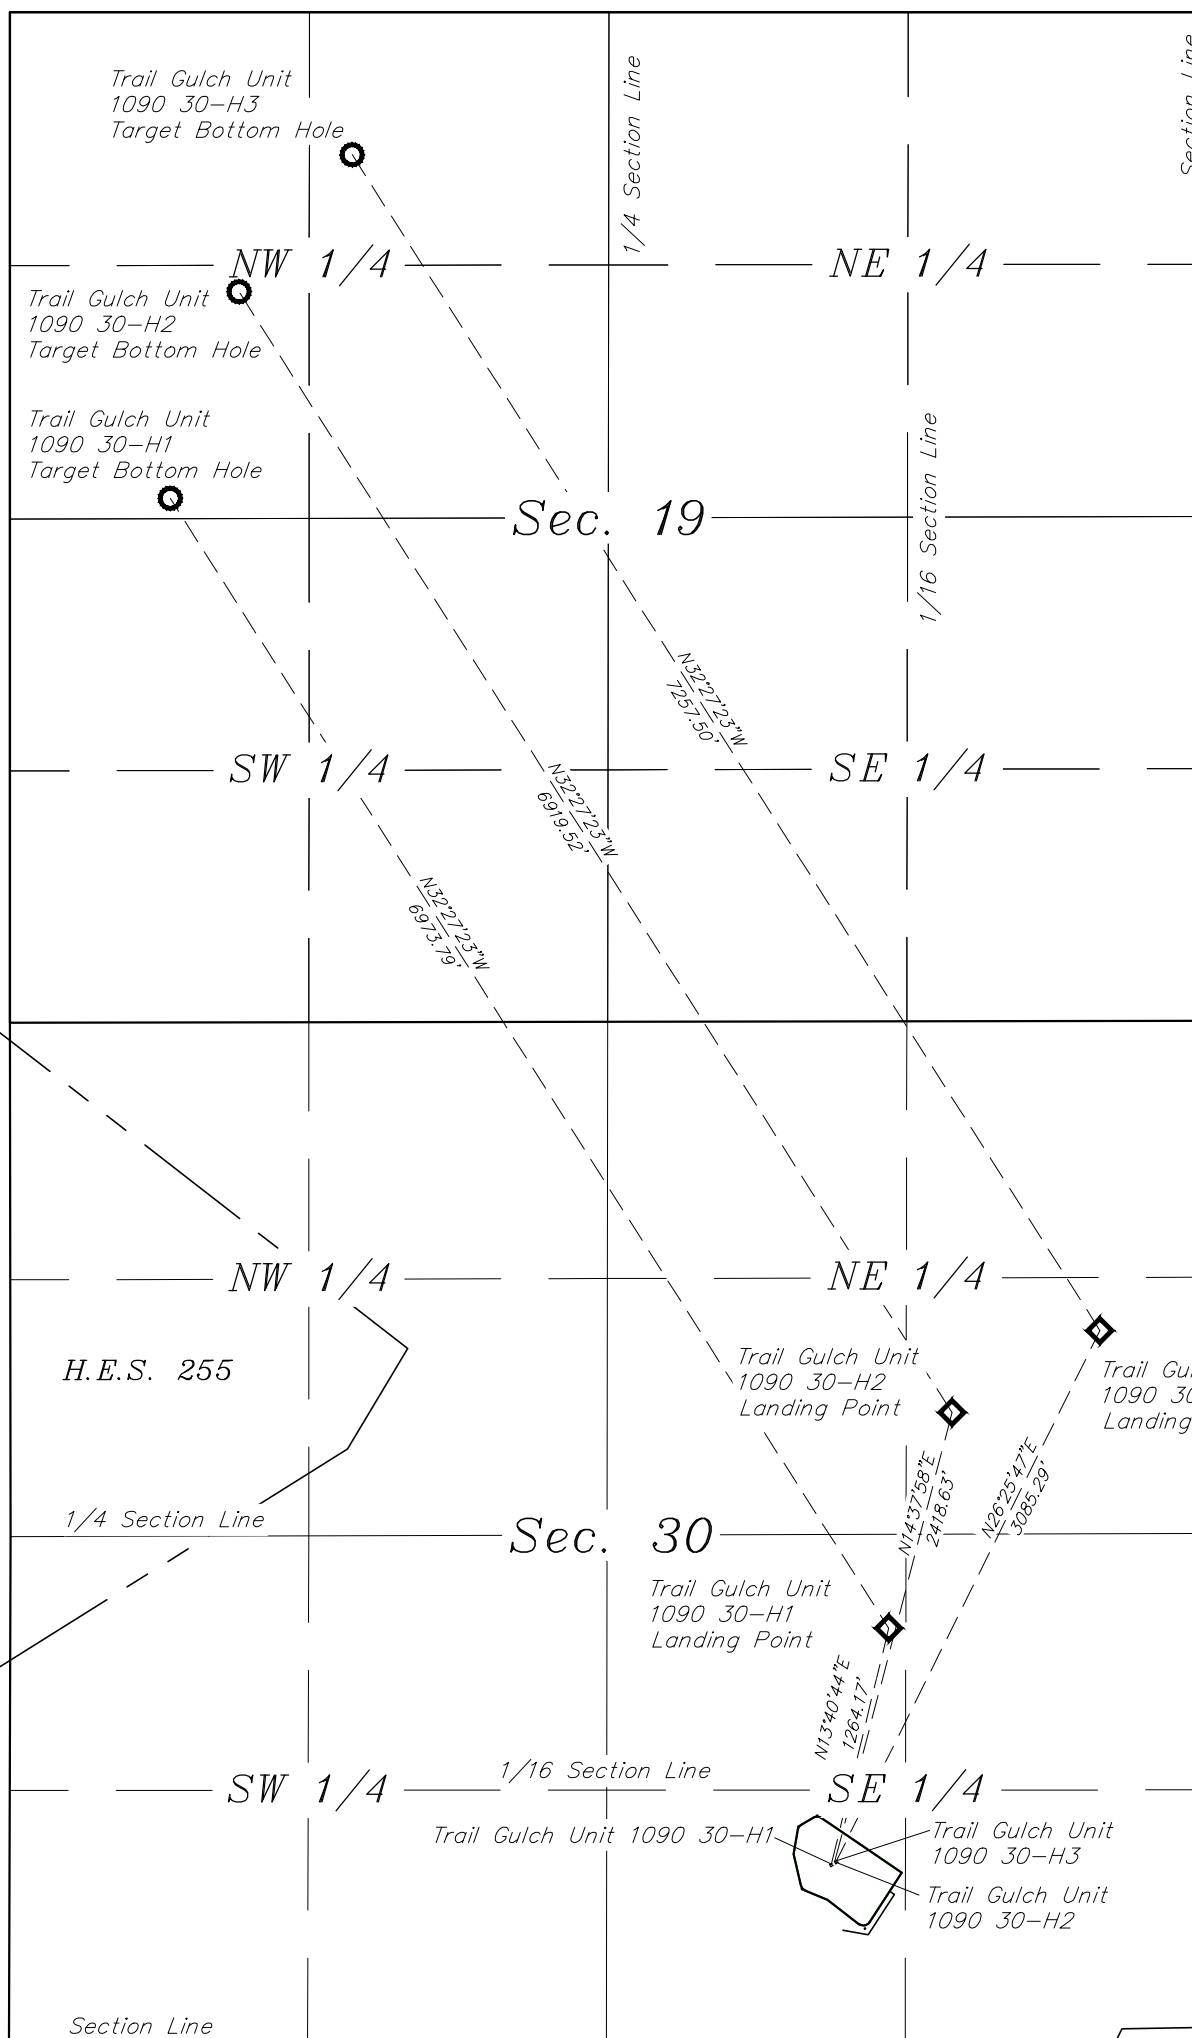 Trail Gulch Unit
1090 30-H3
Target Bottom Hole
1/4 Section Line
Section Line
NW 1/4
NE 1/4
Trail Gulch Unit
1090 30-H2
Target Bottom Hole
Trail Gulch Unit
1090 30-H1
Target Bottom Hole
Sec. 19
1/16 Section Line
N32°27'23"W
7257.50'
SW 1/4
SE 1/4
N32°27'23"W
6919.52'
N32°27'23"W
6973.79'
NW 1/4
NE 1/4
H.E.S. 255
Trail Gulch Unit
1090 30-H2
Landing Point
Trail Gu
1090 30
Landing
N14°37'58"E
2418.63'
N26°25'47"E
3085.29'
1/4 Section Line
Sec. 30
Trail Gulch Unit
1090 30-H1
Landing Point
N13°40'44"E
1264.17'
1/16 Section Line
SW 1/4
SE 1/4
Trail Gulch Unit 1090 30-H1
Trail Gulch Unit
1090 30-H3
Trail Gulch Unit
1090 30-H2
Section Line